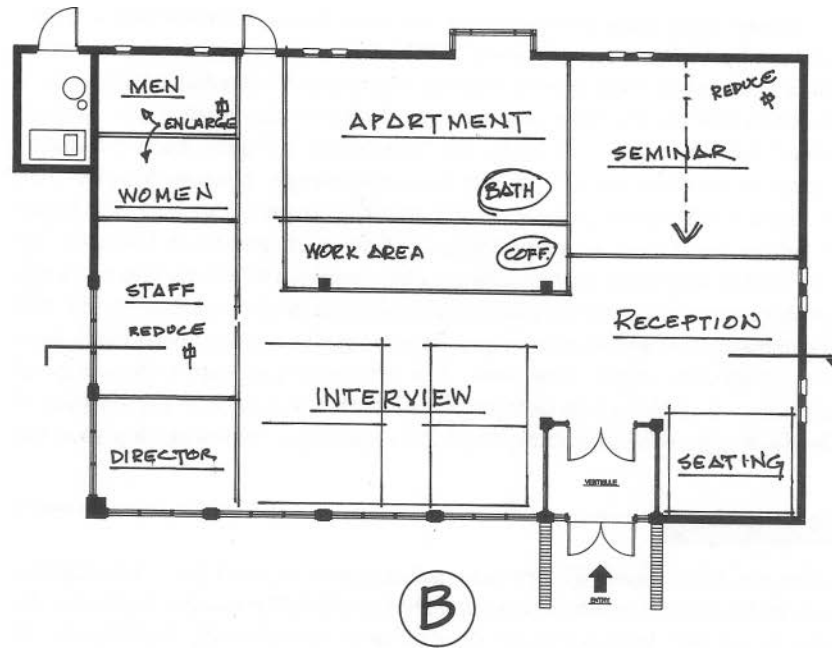 MEN
ENLARGE
WOMEN
STAFF
REDUCE
DIRECTOR
APARTMENT
BATH
WORK AREA
COFF.
INTERVIEW
REDUCE
SEMINAR
RECEPTION
SEATING
VESTIBULE
ENTRY
B